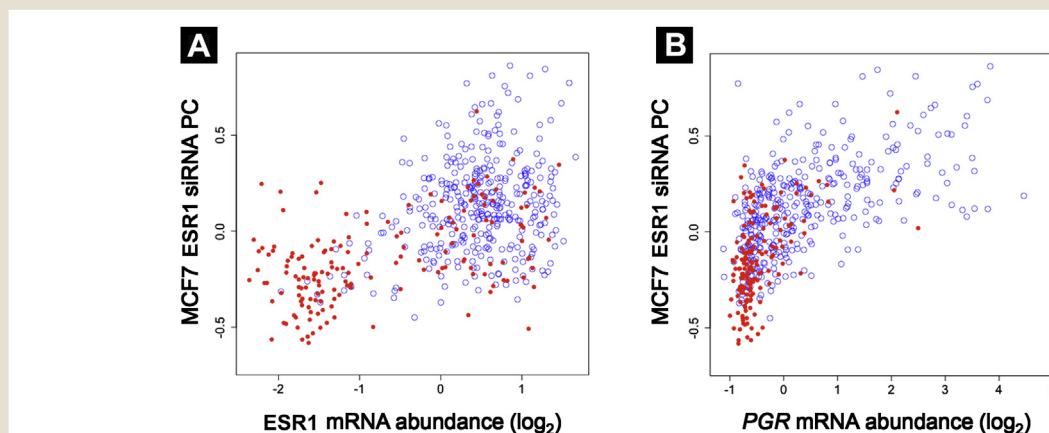 A
B
MCF7 ESR1 siRNA PC
0.5
0.0
-0.5
-2
-1
0
1
ESR1 mRNA abundance (log2)
MCF7 ESR1 siRNA PC
0.5
0.0
-0.5
-1
0
1
2
3
4
PGR mRNA abundance (log2)